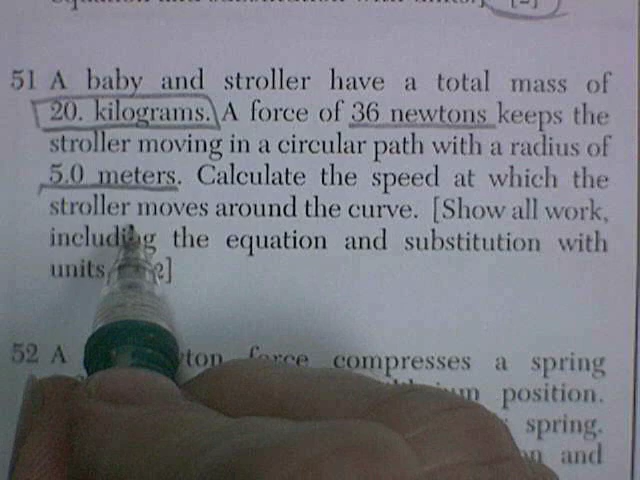 51 A baby and stroller have a total mass of
20. kilograms. A force of 36 newtons keeps the
stroller moving in a circular path with a radius of
5.0 meters. Calculate the speed at which the
stroller moves around the curve. [Show all work,
including the equation and substitution with
units
52 A force compresses a spring
position.
spring.
and